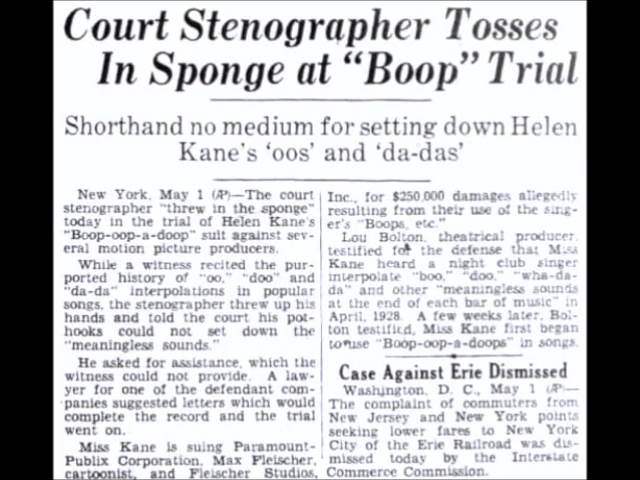 Court Stenographer Tosses
In Sponge at "Boop" Trial
Shorthand no medium for setting down Helen
Kane's 'oos' and 'da-das'
New York, May 1 (AP)—The court
stenographer "threw in the sponge"
today in the trial of Helen Kane's
"Boop-oop-a-doop" suit against sev-
eral motion picture producers.
While a witness recited the pur-
ported history of "oo," "doo" and
"da-da" interpolations in popular
songs, the stenographer threw up his
hands and told the court his pot-
hooks could not set down the
"meaningless sounds."
He asked for assistance, which the
witness could not provide. A law-
yer for one of the defendant com-
panies suggested letters which would
complete the record and the trial
went on.
Miss Kane is suing Paramount-
Publix Corporation, Max Fleischer,
cartoonist, and Fleischer Studios,
Inc., for $250,000 damages allegedly
resulting from their use of the sing-
er's "Boops, etc."
Lou Bolton, theatrical producer,
testified for the defense that Miss
Kane heard a night club singer
interpolate "boo," "doo," "wha-da-
da" and other "meaningless sounds
at the end of each bar of music" in
April, 1928. A few weeks later, Bol-
ton testified, Miss Kane first began
to use "Boop-oop-a-doops" in songs.
Case Against Erie Dismissed
Washington, D. C., May 1 (AP)—
The complaint of commuters from
New Jersey and New York points
seeking lower fares to New York
City of the Erie Railroad was dis-
missed today by the Interstate
Commerce Commission.